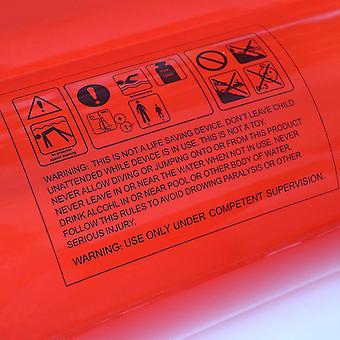 WARNING: THIS IS NOT A LIFE SAVING DEVICE. DON'T LEAVE CHILD
UNATTENDED WHILE DEVICE IS IN USE. THIS IS NOT A TOY.
NEVER ALLOW DIVING OR JUMPING ONTO OR FROM THIS PRODUCT
NEVER LEAVE IN OR NEAR THE WATER WHEN NOT IN USE. NEVER
DRINK ALCOHL IN OR NEAR POOL OR OTHER BODY OF WATER.
FOLLOW THIS RULES TO AVOID DROWING PARALYSIS OR OTHER
SERIOUS INJURY.
WARNING: USE ONLY UNDER COMPETENT SUPERVISION.